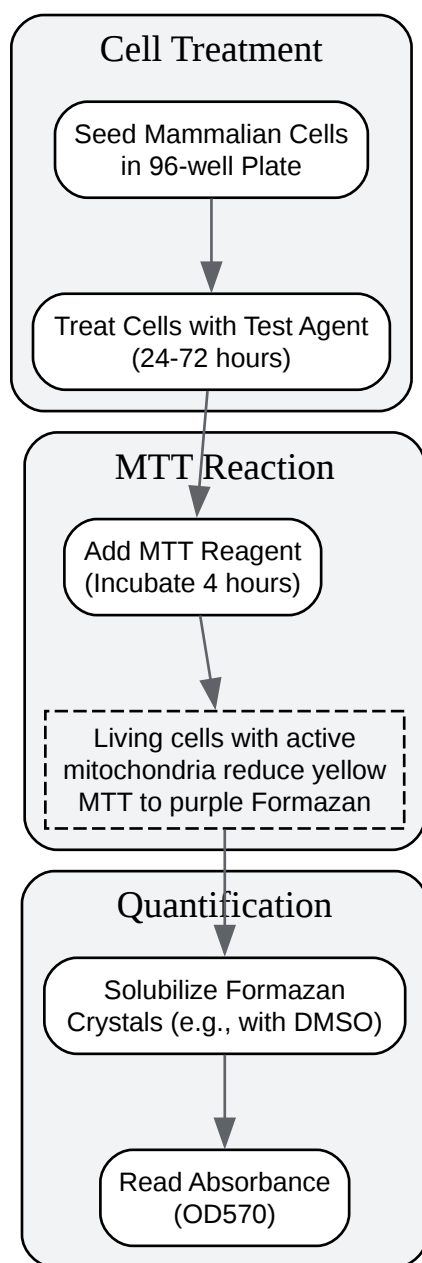 Cell Treatment
Seed Mammalian Cells
in 96-well Plate
Treat Cells with Test Agent
(24-72 hours)
MTT Reaction
Add MTT Reagent
(Incubate 4 hours)
Living cells with active
mitochondria reduce yellow
MTT to purple Formazan
Quantification
Solubilize Formazan
Crystals (e.g., with DMSO)
Read Absorbance
(OD570)